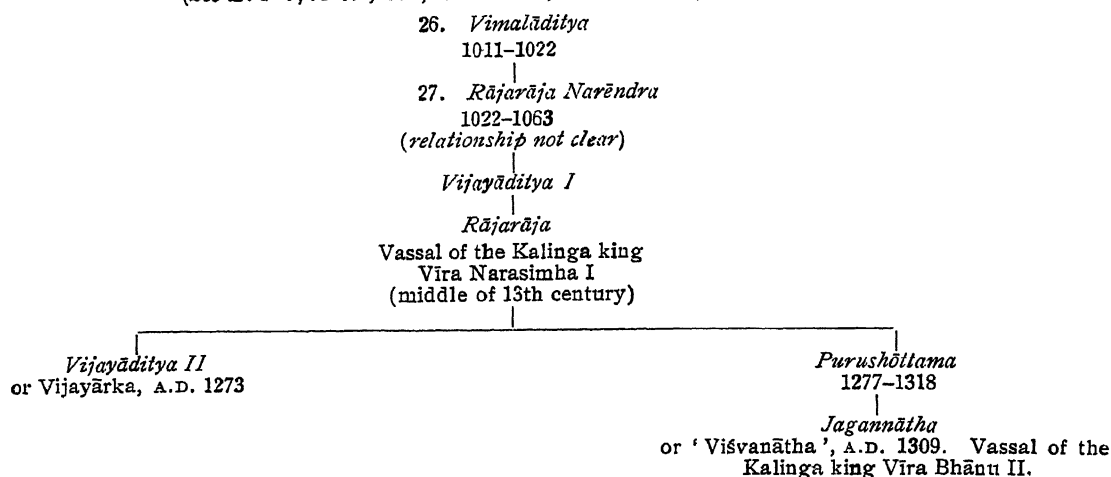 26. Vimalāditya
1011–1022
27. Rājarāja Narēndra
1022–1063
(relationship not clear)
Vijayāditya I
Rājarāja
Vassal of the Kalinga king
Vīra Narasimha I
(middle of 13th century)
Vijayāditya II
or Vijayārka, A.D. 1273
Purushōttama
1277–1318
Jagannātha
or ‘ Viśvanātha ’, A.D. 1309. Vassal of the
Kalinga king Vīra Bhānu II.